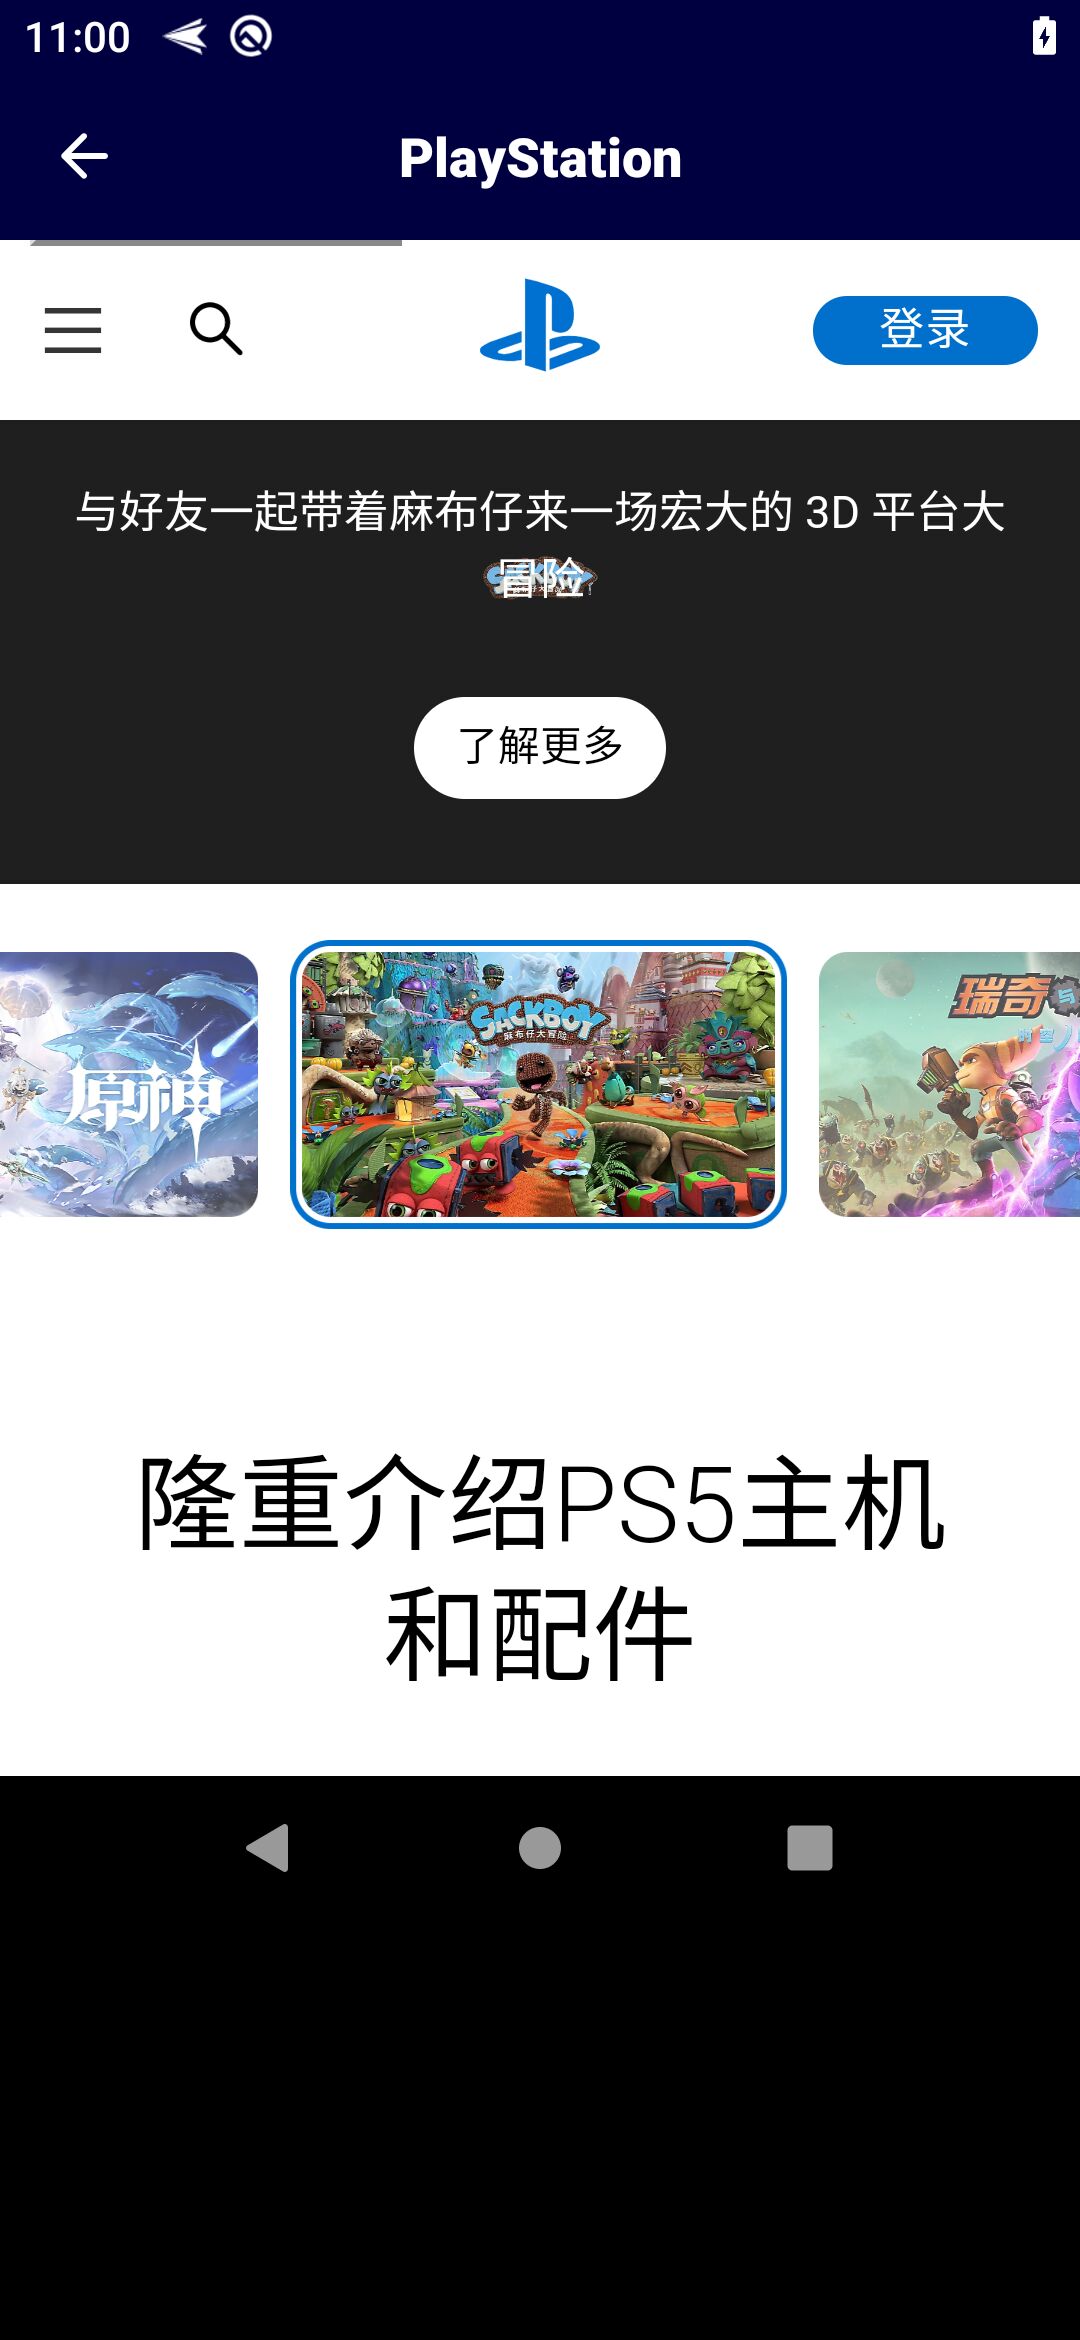 11:00
PlayStation
登录
与好友一起带着麻布仔来一场宏大的 3D 平台大
冒险
了解更多
原神
SACKBOY
麻布仔大冒险
瑞奇与
隆重介绍PS5主机
和配件